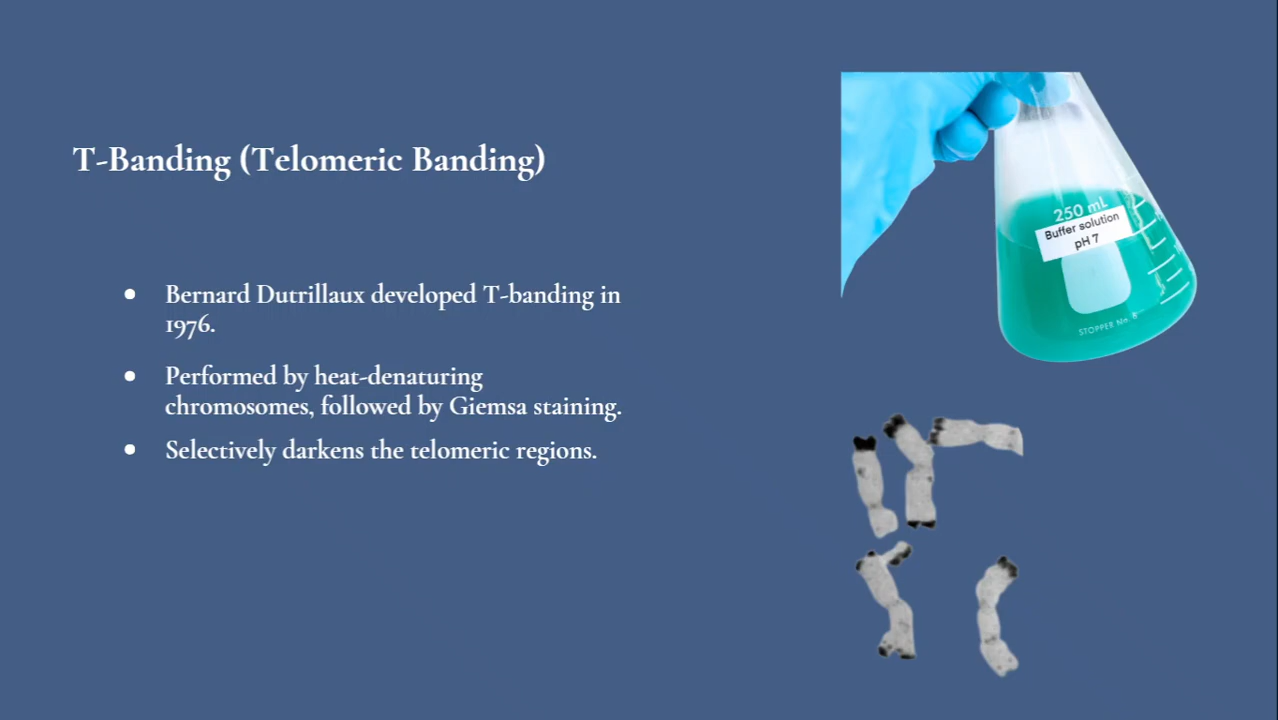 T-Banding (Telomeric Banding)
Bernard Dutrillaux developed T-banding in
1976.
Performed by heat-denaturing
chromosomes, followed by Giemsa staining.
Selectively darkens the telomeric regions.
250 mL
Buffer solution
pH 7
STOPPER No. 8